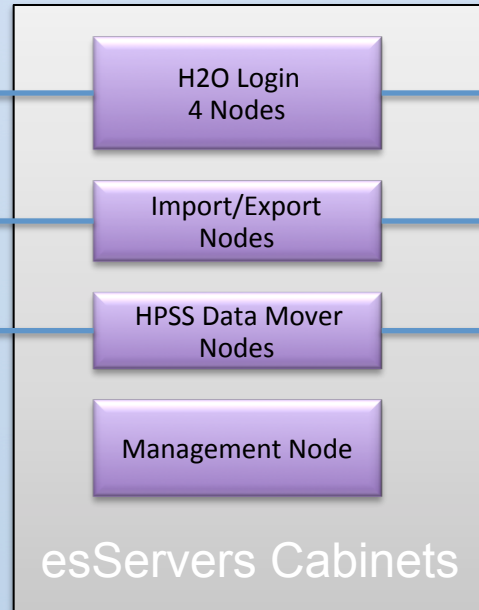 H2O Login
4 Nodes
Import/Export
Nodes
HPSS Data Mover
Nodes
Management Node
esServers Cabinets